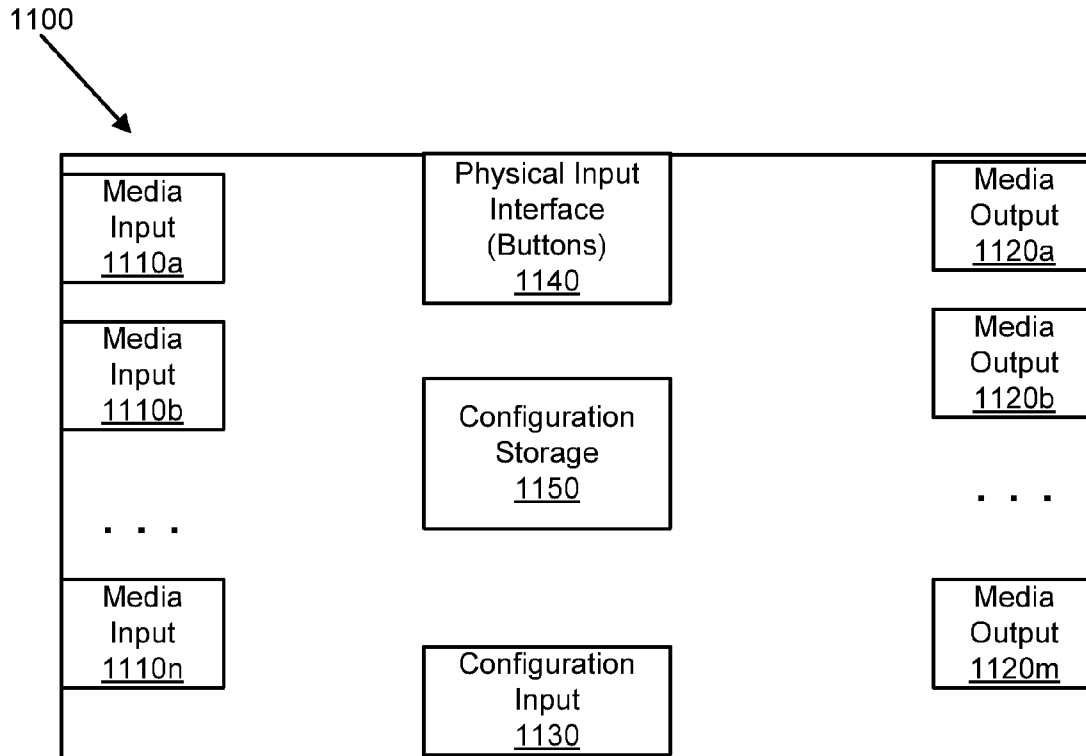 1100
Media
Input
1110a
Physical Input
Interface
(Buttons)
1140
Media
Output
1120a
Media
Input
1110b
Configuration
Storage
1150
Media
Output
1120b
. . .
. . .
Media
Input
1110n
Configuration
Input
1130
Media
Output
1120m